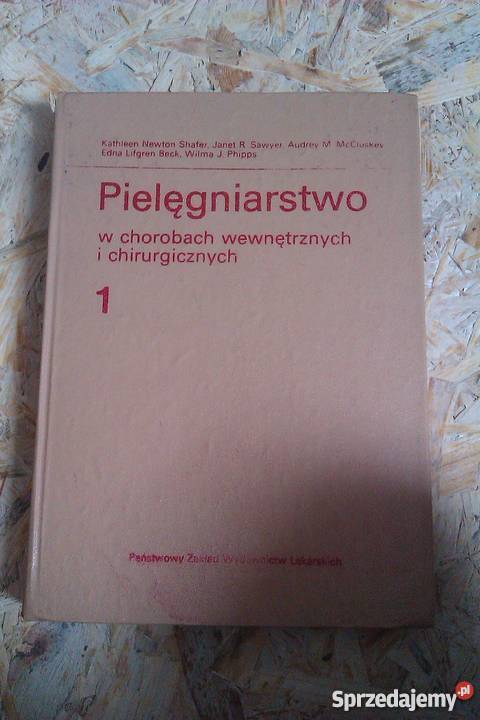 Kathleen Newton Shafer, Janet R. Sawyer, Audrey M. McCluskey
Edna Lifgren Beck, Wilma J. Phipps
Pielęgniarstwo
w chorobach wewnętrznych
i chirurgicznych
1
Państwowy Zakład Wydawnictw Lekarskich
Sprzedajemy.pl